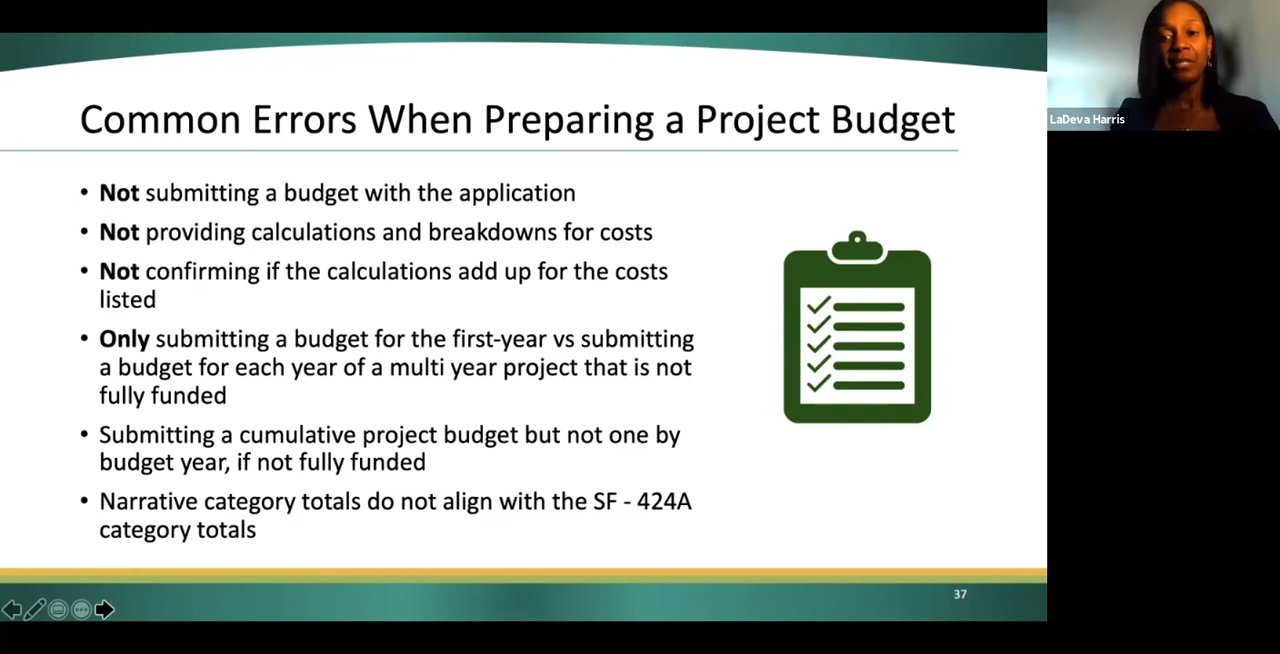 Common Errors When Preparing a Project Budget
LaDeva Harris
• Not submitting a budget with the application
• Not providing calculations and breakdowns for costs
• Not confirming if the calculations add up for the costs
listed
• Only submitting a budget for the first-year vs submitting
a budget for each year of a multi year project that is not
fully funded
• Submitting a cumulative project budget but not one by
budget year, if not fully funded
• Narrative category totals do not align with the SF - 424A
category totals
37